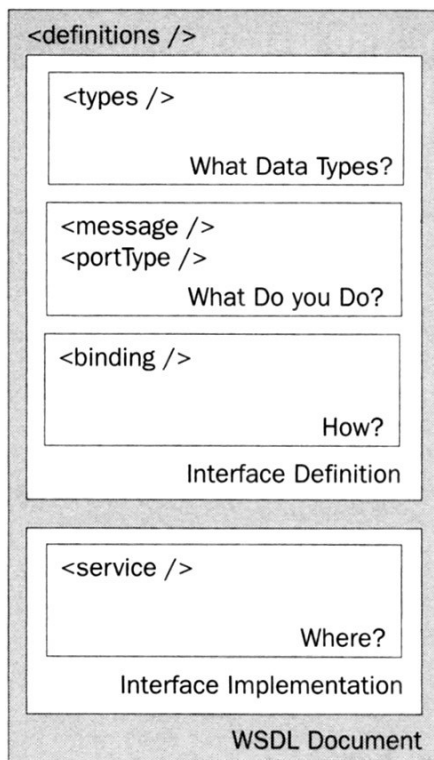 <definitions />
<types />
What Data Types?
<message />
<portType />
What Do you Do?
<binding />
How?
Interface Definition
<service />
Where?
Interface Implementation
WSDL Document